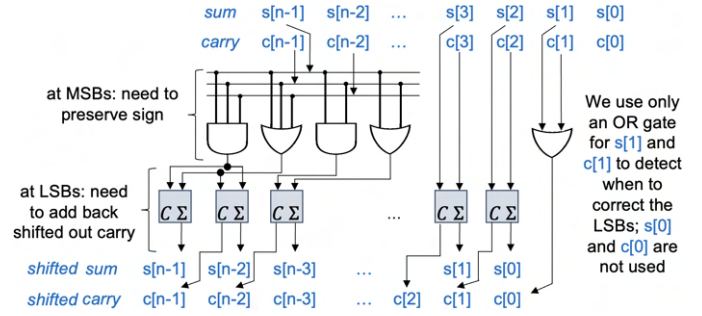 sum s[n-1] s[n-2] ... s[3] s[2] s[1] s[0]
carry c[n-1] c[n-2] ... c[3] c[2] c[1] c[0]
at MSBs: need to
preserve sign
We use only
an OR gate
for s[1] and
c[1] to detect
when to
correct the
LSBs; s[0]
and c[0] are
not used
at LSBs: need
to add back
shifted out carry
C Σ C Σ C Σ ... C Σ C Σ
shifted sum s[n-1] s[n-2] s[n-3] ... s[1] s[0]
shifted carry c[n-1] c[n-2] c[n-3] ... c[2] c[1] c[0]